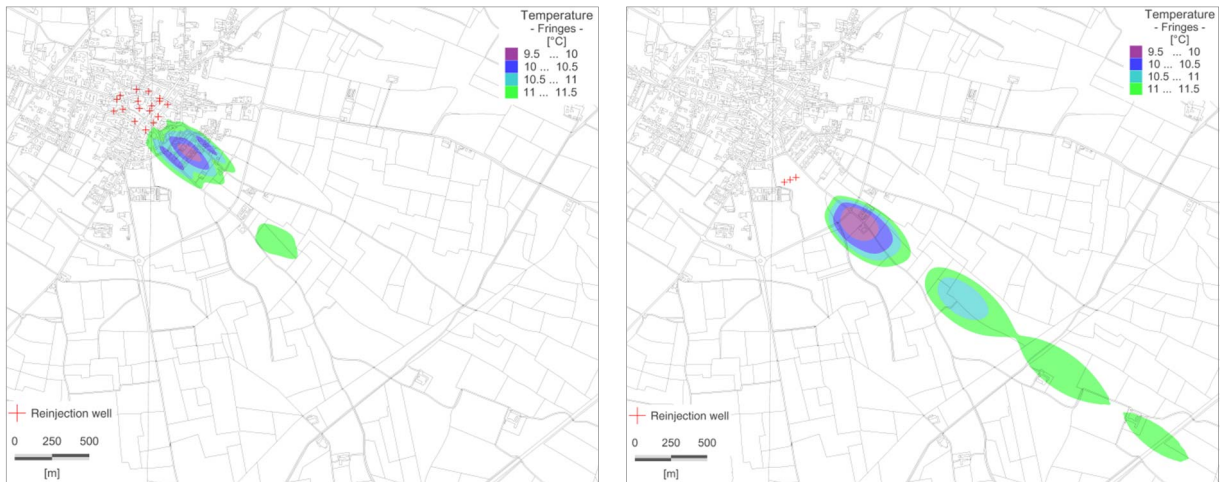 Temperature
- Fringes -
[°C]
9.5 ... 10
10 ... 10.5
10.5 ... 11
11 ... 11.5
Reinjection well
0 250 500
[m]
Temperature
- Fringes -
[°C]
9.5 ... 10
10 ... 10.5
10.5 ... 11
11 ... 11.5
Reinjection well
0 250 500
[m]